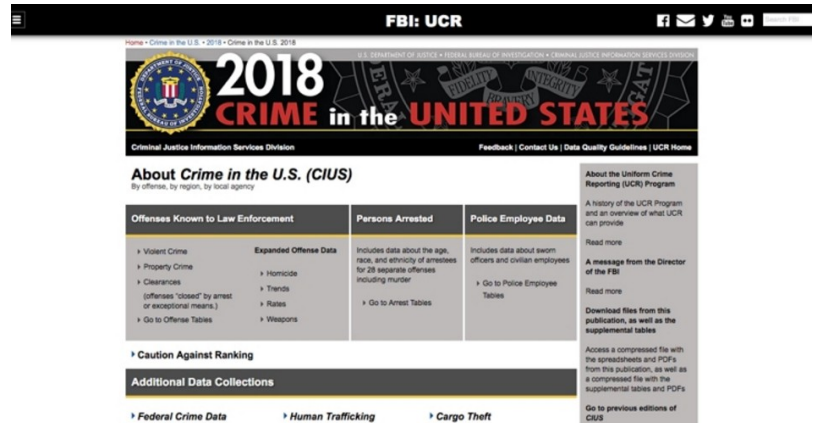 FBI: UCR
Search FBI
Home • Crime in the U.S. • 2018 • Crime in the U.S. 2018
U.S. DEPARTMENT OF JUSTICE • FEDERAL BUREAU OF INVESTIGATION • CRIMINAL JUSTICE INFORMATION SERVICES DIVISION
2018
CRIME in the UNITED STATES
FIDELITY BRAVERY INTEGRITY
DEPARTMENT OF JUSTICE
FEDERAL BUREAU OF INVESTIGATION
Criminal Justice Information Services Division
Feedback | Contact Us | Data Quality Guidelines | UCR Home
About Crime in the U.S. (CIUS)
By offense, by region, by local agency
Offenses Known to Law Enforcement
Violent Crime
Property Crime
Clearances
(offenses "closed" by arrest
or exceptional means.)
Go to Offense Tables
Expanded Offense Data
Homicide
Trends
Rates
Weapons
Persons Arrested
Includes data about the age,
race, and ethnicity of arrestees
for 28 separate offenses
including murder
Go to Arrest Tables
Police Employee Data
Includes data about sworn
officers and civilian employees
Go to Police Employee
Tables
Caution Against Ranking
Additional Data Collections
Federal Crime Data
Human Trafficking
Cargo Theft
About the Uniform Crime
Reporting (UCR) Program
A history of the UCR Program
and an overview of what UCR
can provide
Read more
A message from the Director
of the FBI
Read more
Download files from this
publication, as well as the
supplemental tables
Access a compressed file with
the spreadsheets and PDFs
from this publication, as well as
a compressed file with the
supplemental tables and PDFs
Go to previous editions of
CIUS